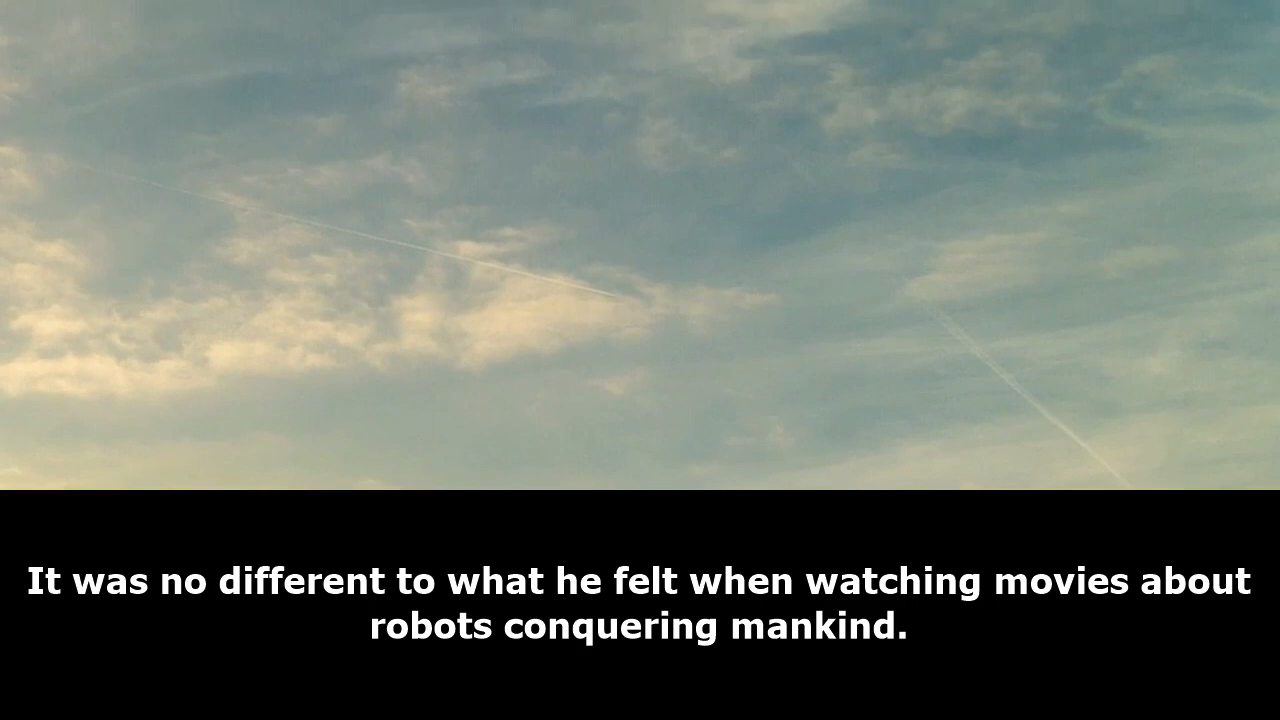 It was no different to what he felt when watching movies about
robots conquering mankind.